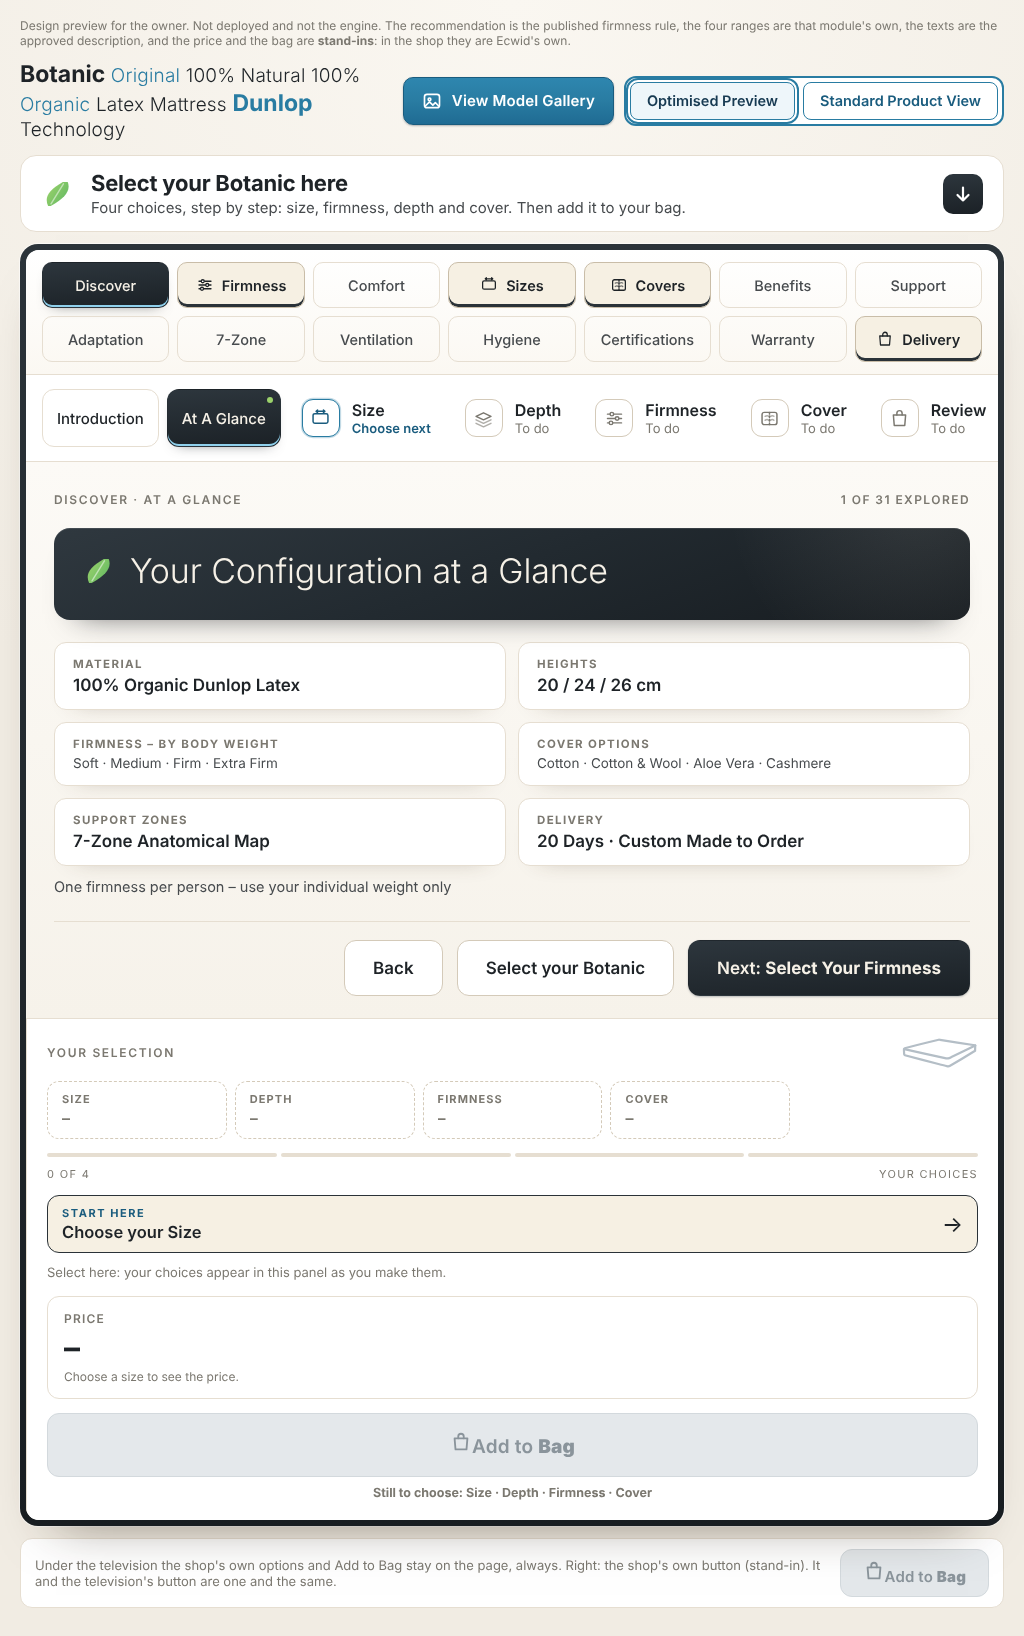 Design preview for the owner. Not deployed and not the engine. The recommendation is the published firmness rule, the four ranges are that module's own, the texts are the
approved description, and the price and the bag are stand-ins: in the shop they are Ecwid's own.
Botanic Original 100% Natural 100%
Organic Latex Mattress Dunlop
Technology
View Model Gallery
Optimised Preview
Standard Product View
Select your Botanic here
Four choices, step by step: size, firmness, depth and cover. Then add it to your bag.
Discover
Firmness
Comfort
Sizes
Covers
Benefits
Support
Adaptation
7-Zone
Ventilation
Hygiene
Certifications
Warranty
Delivery
Introduction
At A Glance
Size
Choose next
Depth
To do
Firmness
To do
Cover
To do
Review
To do
DISCOVER · AT A GLANCE
1 OF 31 EXPLORED
Your Configuration at a Glance
MATERIAL
100% Organic Dunlop Latex
HEIGHTS
20 / 24 / 26 cm
FIRMNESS – BY BODY WEIGHT
Soft · Medium · Firm · Extra Firm
COVER OPTIONS
Cotton · Cotton & Wool · Aloe Vera · Cashmere
SUPPORT ZONES
7-Zone Anatomical Map
DELIVERY
20 Days · Custom Made to Order
One firmness per person – use your individual weight only
Back
Select your Botanic
Next: Select Your Firmness
YOUR SELECTION
SIZE
–
DEPTH
–
FIRMNESS
–
COVER
–
0 OF 4
YOUR CHOICES
START HERE
Choose your Size
Select here: your choices appear in this panel as you make them.
PRICE
–
Choose a size to see the price.
Add to Bag
Still to choose: Size · Depth · Firmness · Cover
Under the television the shop's own options and Add to Bag stay on the page, always. Right: the shop's own button (stand-in). It
and the television's button are one and the same.
Add to Bag